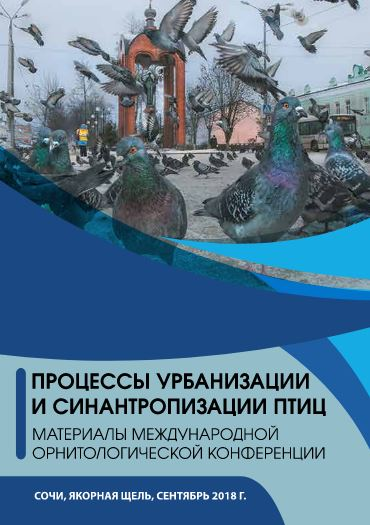 ПРОЦЕССЫ УРБАНИЗАЦИИ
И СИНАНТРОПИЗАЦИИ ПТИЦ
МАТЕРИАЛЫ МЕЖДУНАРОДНОЙ
ОРНИТОЛОГИЧЕСКОЙ КОНФЕРЕНЦИИ
СОЧИ, ЯКОРНАЯ ЩЕЛЬ, СЕНТЯБРЬ 2018 Г.